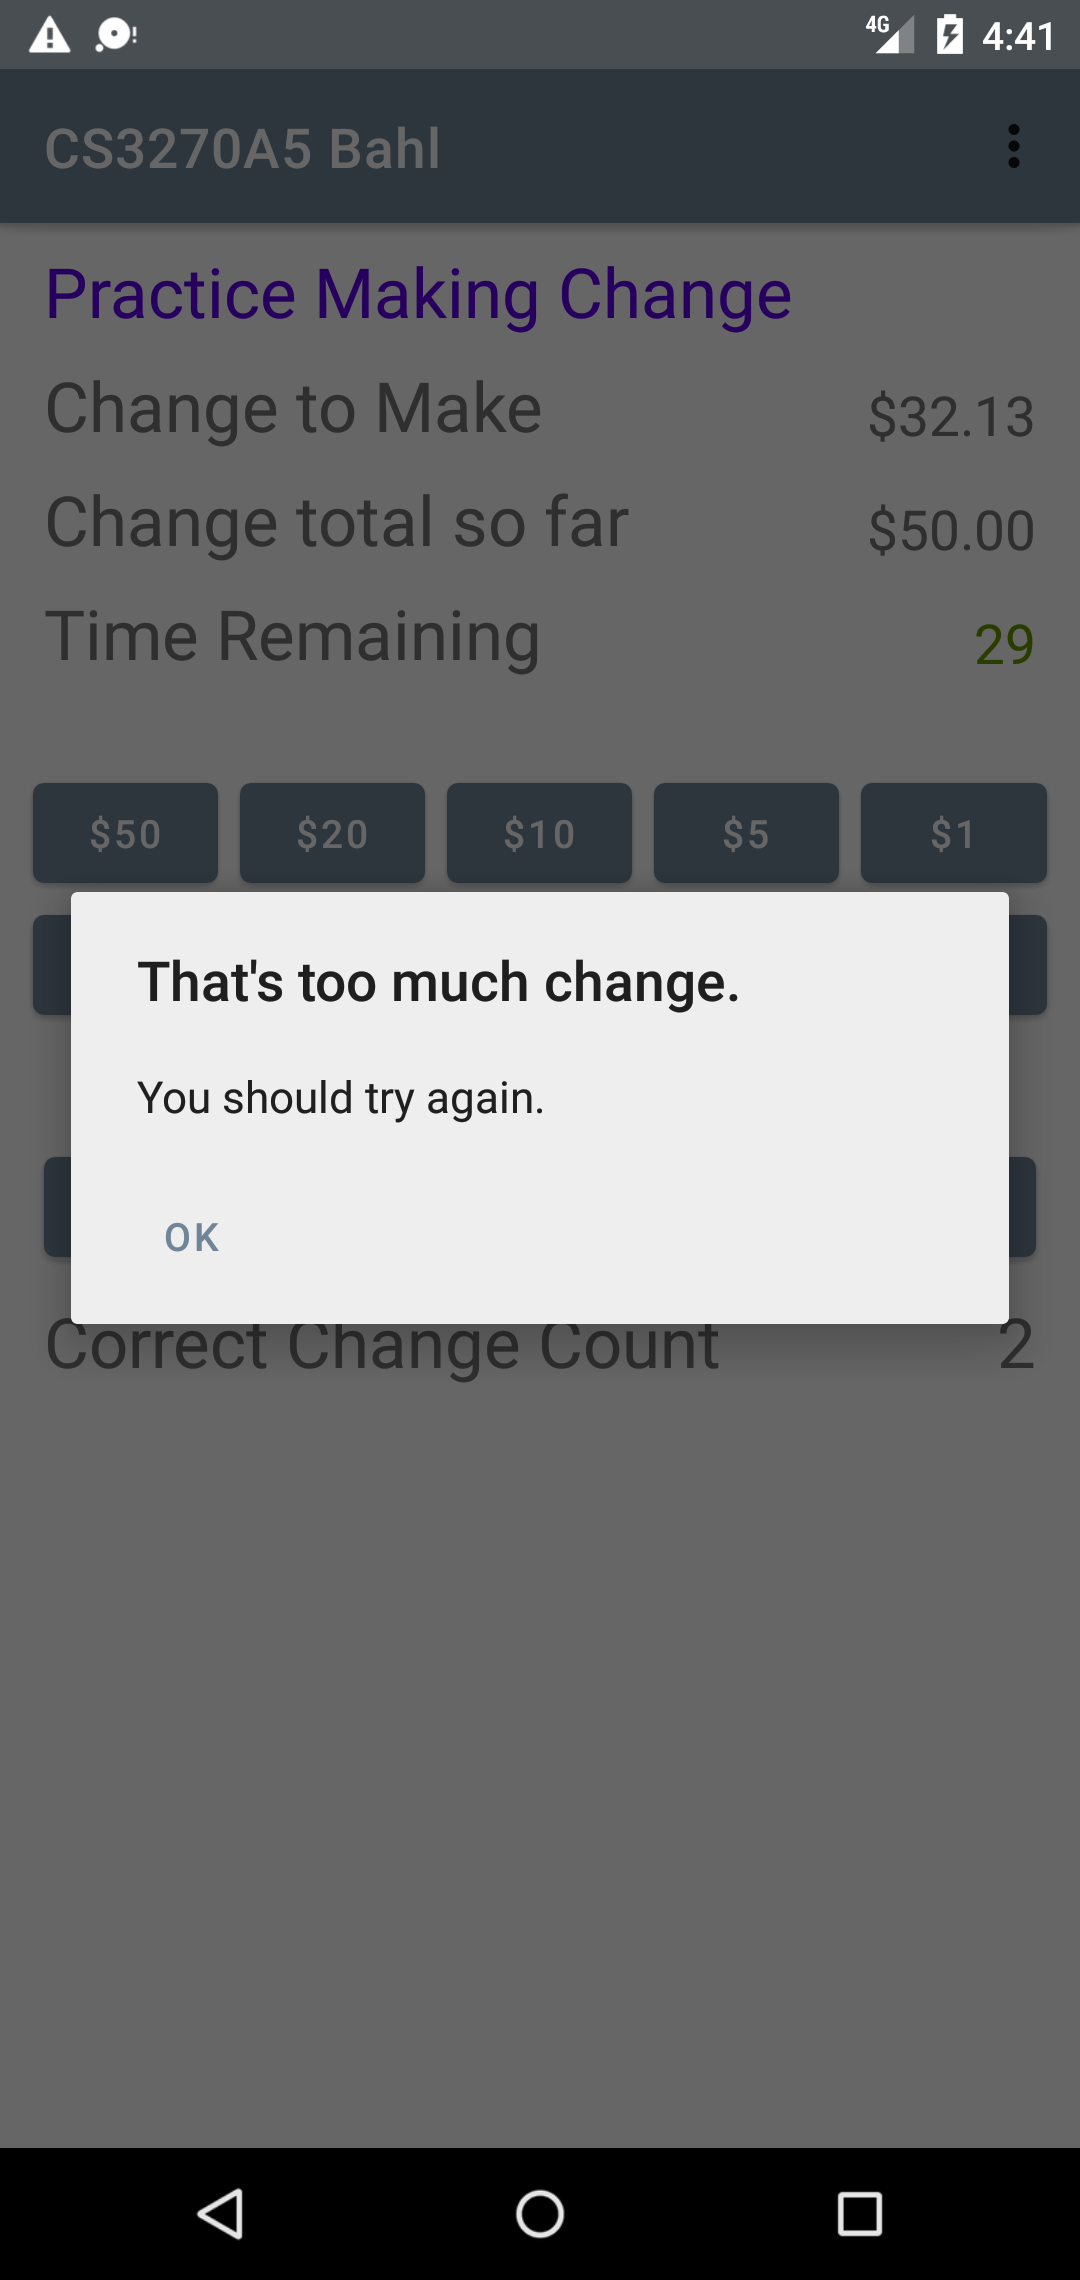 4G 4:41
CS3270A5 Bahl
Practice Making Change
Change to Make $32.13
Change total so far $50.00
Time Remaining 29
$50 $20 $10 $5 $1
That's too much change.
You should try again.
OK
Correct Change Count 2